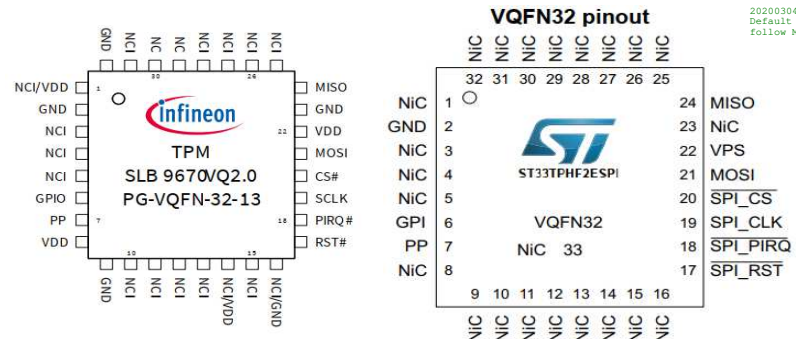 VQFN32 pinout
20200304
Default
follow M
GND NCI NC NC NCI NCI NCI NCI
30 26
NCI/VDD 1 MISO
GND GND
NCI 22 VDD
NCI MOSI
NCI CS#
GPIO SCLK
PP 7 18 PIRQ#
VDD RST#
infineon
TPM
SLB 9670VQ2.0
PG-VQFN-32-13
10 15
GND NCI NCI NCI NCI NCI/VDD NCI NCI/GND
NiC NiC NiC NiC NiC NiC NiC NiC
32 31 30 29 28 27 26 25
NiC 1 24 MISO
GND 2 23 NiC
NiC 3 22 VPS
NiC 4 21 MOSI
NiC 5 20 SPI_CS
GPI 6 19 SPI_CLK
PP 7 18 SPI_PIRQ
NiC 8 17 SPI_RST
ST
ST33TPHF2ESPI
VQFN32
NiC 33
9 10 11 12 13 14 15 16
NiC NiC NiC NiC NiC NiC NiC NiC